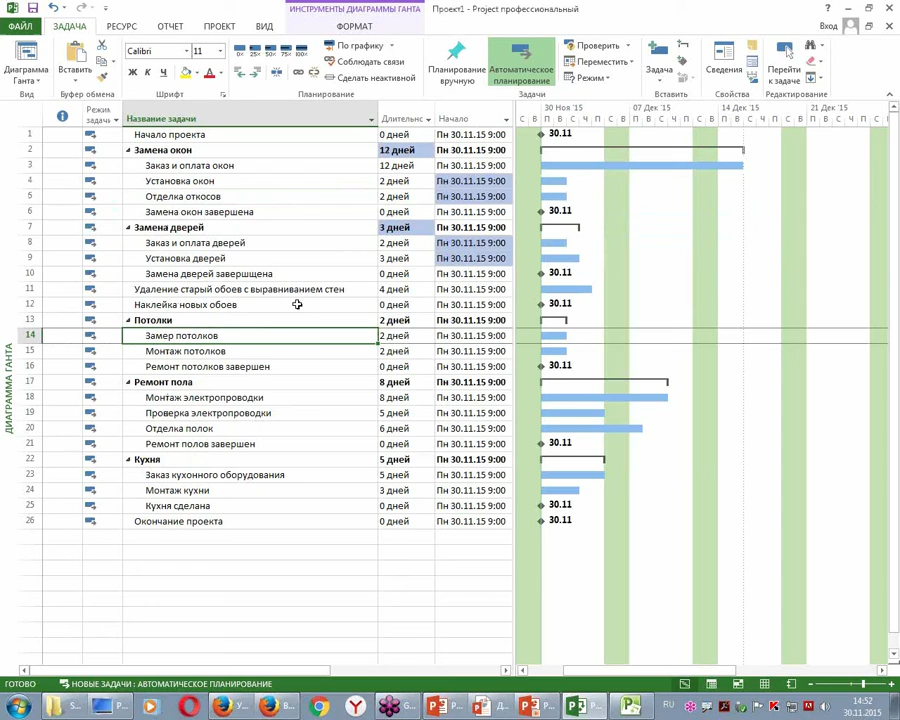 ИНСТРУМЕНТЫ ДИАГРАММЫ ГАНТА
Проект1 - Project профессиональный
ФАЙЛ ЗАДАЧА РЕСУРС ОТЧЕТ ПРОЕКТ ВИД ФОРМАТ Вход
Диаграмма Ганта
Вид
Вставить
Буфер обмена
Calibri 11
Ж К Ч
Шрифт
0% 25% 50% 75% 100%
По графику
Соблюдать связи
Сделать неактивной
Планирование
Планирование вручную
Автоматическое планирование
Проверить
Переместить
Режим
Задачи
Задача
Вставить
Сведения
Свойства
Перейти к задаче
Редактирование
Режим задачь Название задачи Длительнс Начало
30 Ноя '15 07 Дек '15 14 Дек '15 21 Дек '15
С В П В С Ч П С В П В С Ч П С В П В С Ч П С В П В С Ч П С В
1 Начало проекта 0 дней Пн 30.11.15 9:00 30.11
2 Замена окон 12 дней Пн 30.11.15 9:00
3 Заказ и оплата окон 12 дней Пн 30.11.15 9:00
4 Установка окон 2 дней Пн 30.11.15 9:00
5 Отделка откосов 2 дней Пн 30.11.15 9:00
6 Замена окон завершена 0 дней Пн 30.11.15 9:00 30.11
7 Замена дверей 3 дней Пн 30.11.15 9:00
8 Заказ и оплата дверей 2 дней Пн 30.11.15 9:00
9 Установка дверей 3 дней Пн 30.11.15 9:00
10 Замена дверей завершщена 0 дней Пн 30.11.15 9:00 30.11
11 Удаление старый обоев с выравниванием стен 4 дней Пн 30.11.15 9:00
12 Наклейка новых обоев 0 дней Пн 30.11.15 9:00 30.11
13 Потолки 2 дней Пн 30.11.15 9:00
14 Замер потолков 2 дней Пн 30.11.15 9:00
15 Монтаж потолков 2 дней Пн 30.11.15 9:00
16 Ремонт потолков завершен 0 дней Пн 30.11.15 9:00 30.11
17 Ремонт пола 8 дней Пн 30.11.15 9:00
18 Монтаж электропроводки 8 дней Пн 30.11.15 9:00
19 Проверка электропроводки 5 дней Пн 30.11.15 9:00
20 Отделка полок 6 дней Пн 30.11.15 9:00
21 Ремонт полов завершен 0 дней Пн 30.11.15 9:00 30.11
22 Кухня 5 дней Пн 30.11.15 9:00
23 Заказ кухонного оборудования 5 дней Пн 30.11.15 9:00
24 Монтаж кухни 3 дней Пн 30.11.15 9:00
25 Кухня сделана 0 дней Пн 30.11.15 9:00 30.11
26 Окончание проекта 0 дней Пн 30.11.15 9:00 30.11
ДИАГРАММА ГАНТА
ГОТОВО НОВЫЕ ЗАДАЧИ : АВТОМАТИЧЕСКОЕ ПЛАНИРОВАНИЕ
S... P... У... В... G... P... Д... P... P...
RU
14:52
30.11.2015